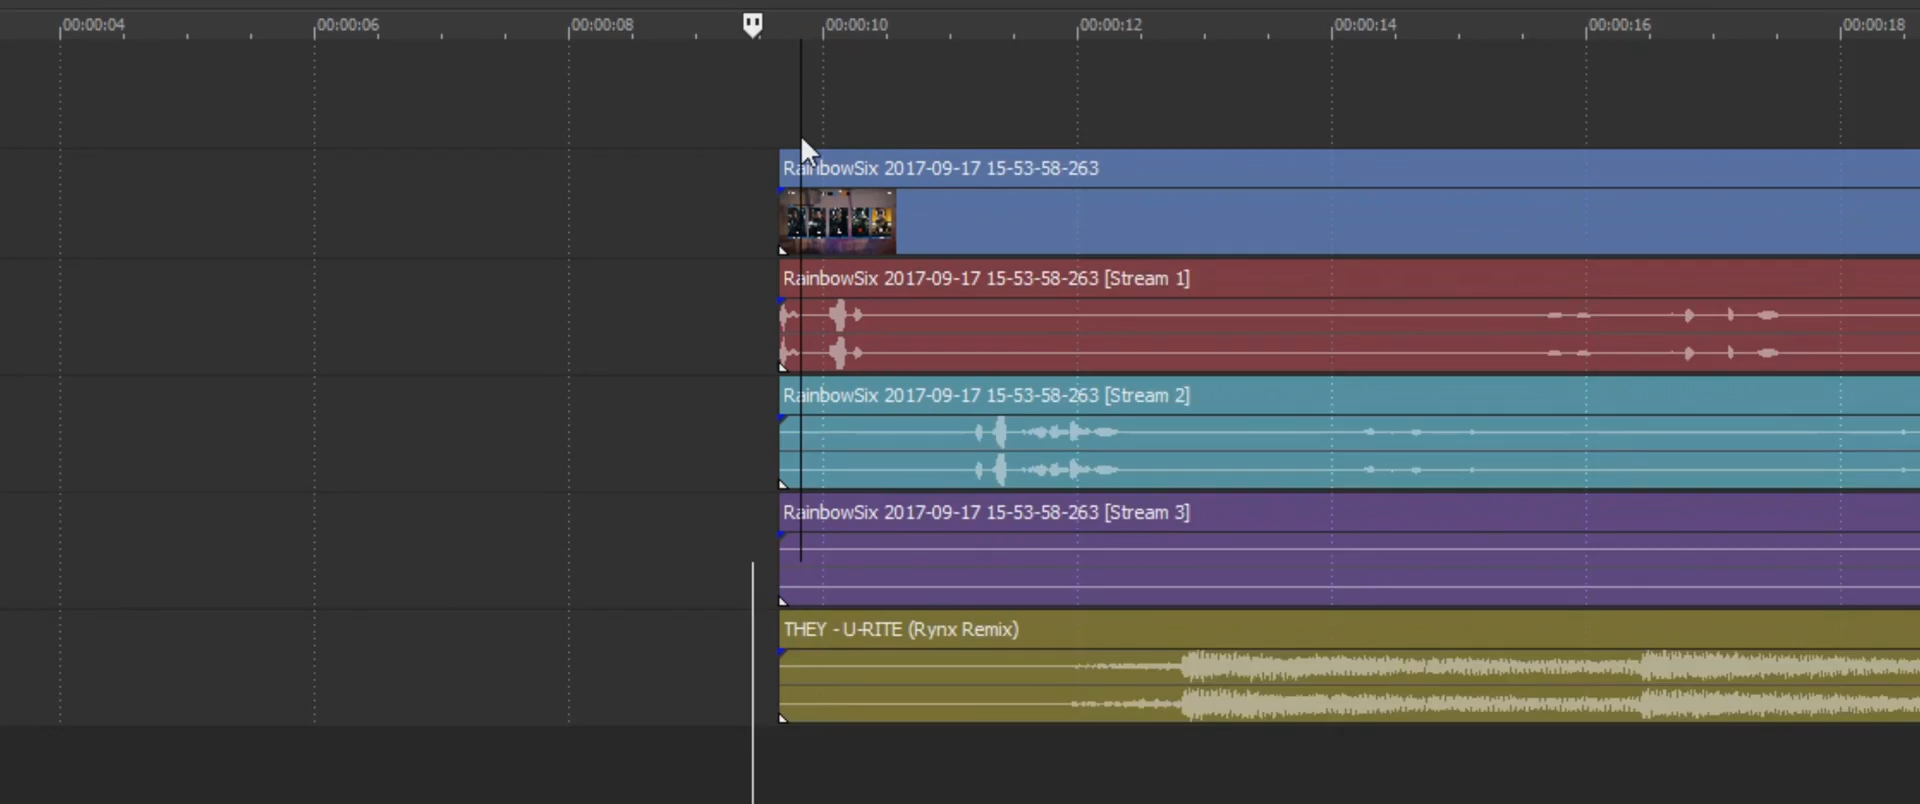 00:00:04 00:00:06 00:00:08 00:00:10 00:00:12 00:00:14 00:00:16 00:00:18
RainbowSix 2017-09-17 15-53-58-263
RainbowSix 2017-09-17 15-53-58-263 [Stream 1]
RainbowSix 2017-09-17 15-53-58-263 [Stream 2]
RainbowSix 2017-09-17 15-53-58-263 [Stream 3]
THEY - U-RITE (Rynx Remix)